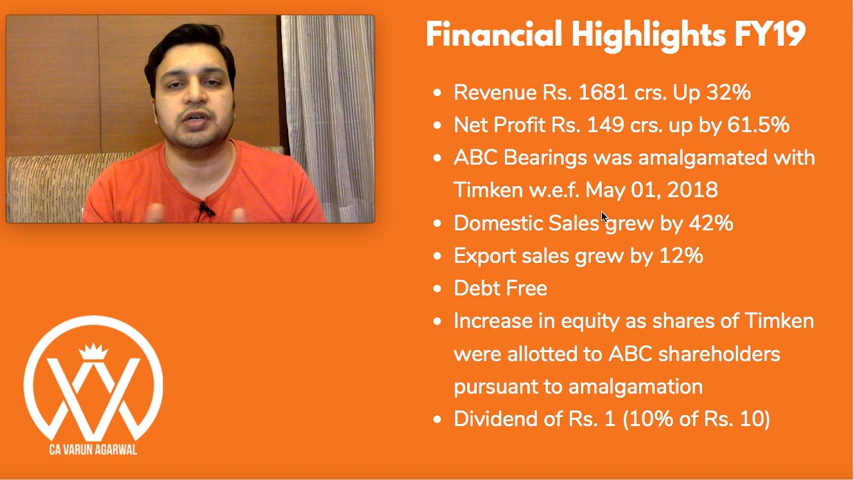 Financial Highlights FY19
• Revenue Rs. 1681 crs. Up 32%
• Net Profit Rs. 149 crs. up by 61.5%
• ABC Bearings was amalgamated with
Timken w.e.f. May 01, 2018
• Domestic Sales grew by 42%
• Export sales grew by 12%
• Debt Free
• Increase in equity as shares of Timken
were allotted to ABC shareholders
pursuant to amalgamation
• Dividend of Rs. 1 (10% of Rs. 10)
CA VARUN AGARWAL